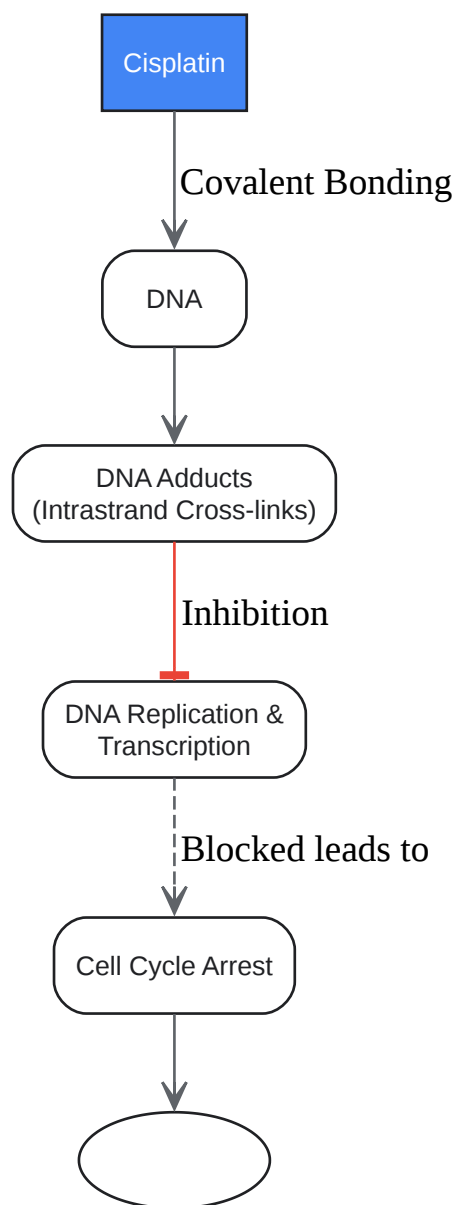 Cisplatin
Covalent Bonding
DNA
DNA Adducts
(Intrastrand Cross-links)
Inhibition
DNA Replication &
Transcription
Blocked leads to
Cell Cycle Arrest